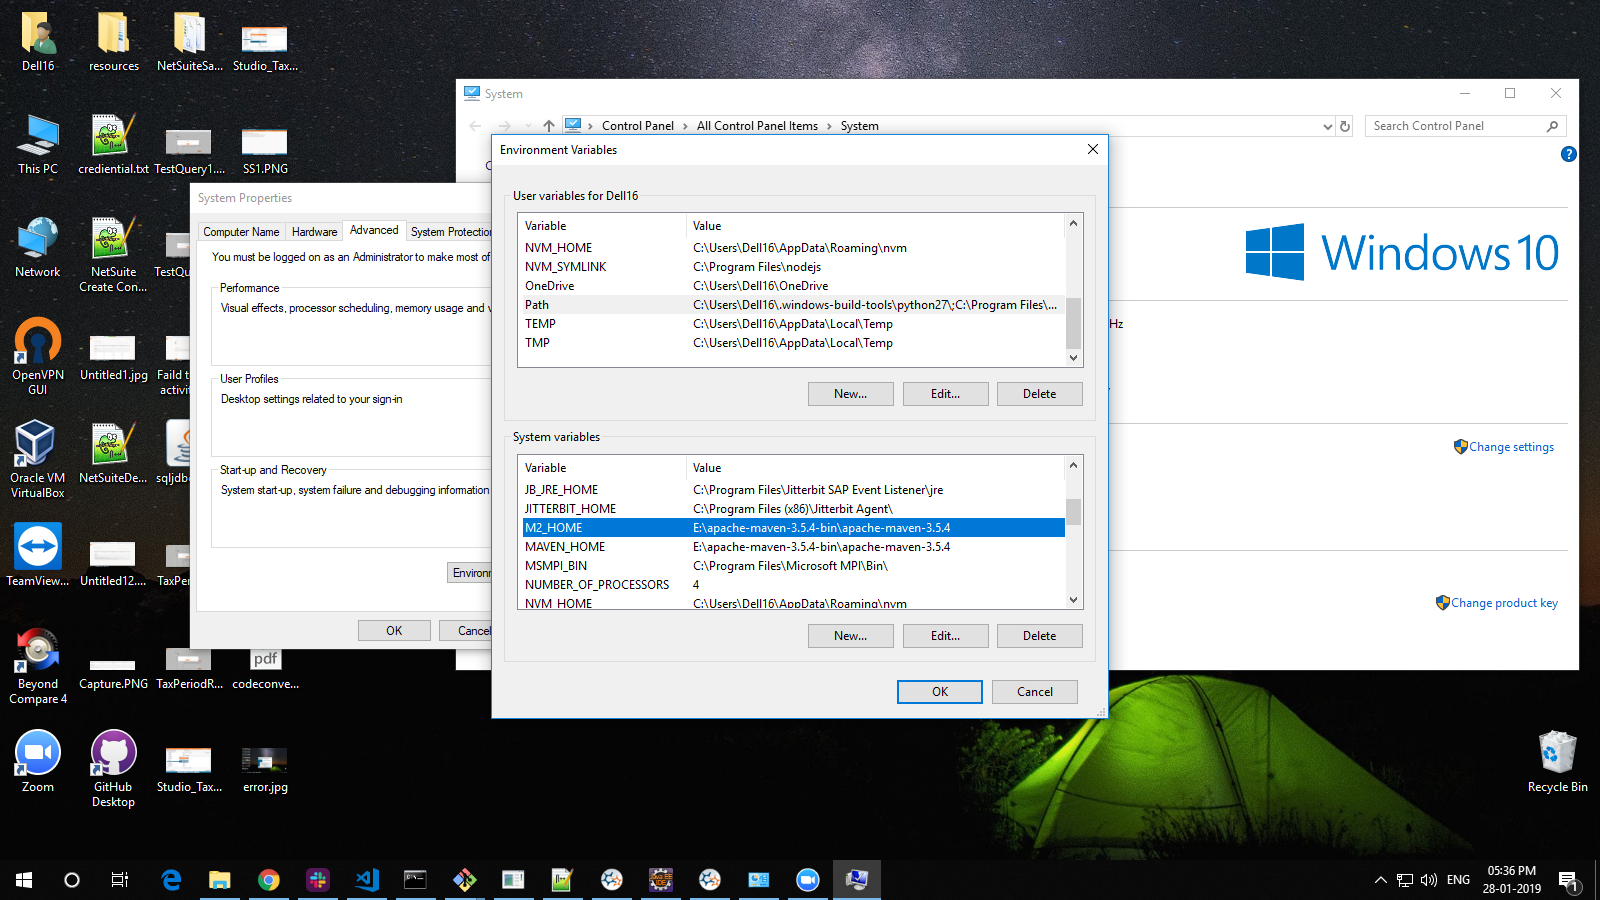 Dell16
resources
NetSuiteSa...
Studio_Tax...
This PC
crediential.txt
TestQuery1....
SS1.PNG
Network
NetSuite
Create Con...
TestQu
OpenVPN
GUI
Untitled1.jpg
Faild t
activi
Oracle VM
VirtualBox
NetSuiteDe...
sqljdb
TeamView...
Untitled12....
TaxPer
Beyond
Compare 4
Capture.PNG
TaxPeriodR...
pdf
codeconve...
Zoom
GitHub
Desktop
Studio_Tax...
error.jpg
System
Control Panel
All Control Panel Items
System
Search Control Panel
Windows 10
Hz
Change settings
Change product key
System Properties
Computer Name
Hardware
Advanced
System Protection
You must be logged on as an Administrator to make most of
Performance
Visual effects, processor scheduling, memory usage and v
User Profiles
Desktop settings related to your sign-in
Start-up and Recovery
System start-up, system failure and debugging information
Environ
OK
Cancel
Environment Variables
User variables for Dell16
Variable Value
NVM_HOME C:\Users\Dell16\AppData\Roaming\nvm
NVM_SYMLINK C:\Program Files\nodejs
OneDrive C:\Users\Dell16\OneDrive
Path C:\Users\Dell16\.windows-build-tools\python27\;C:\Program Files\...
TEMP C:\Users\Dell16\AppData\Local\Temp
TMP C:\Users\Dell16\AppData\Local\Temp
New... Edit... Delete
System variables
Variable Value
JB_JRE_HOME C:\Program Files\Jitterbit SAP Event Listener\jre
JITTERBIT_HOME C:\Program Files (x86)\Jitterbit Agent\
M2_HOME E:\apache-maven-3.5.4-bin\apache-maven-3.5.4
MAVEN_HOME E:\apache-maven-3.5.4-bin\apache-maven-3.5.4
MSMPI_BIN C:\Program Files\Microsoft MPI\Bin\
NUMBER_OF_PROCESSORS 4
NVM_HOME C:\Users\Dell16\AppData\Roaming\nvm
New... Edit... Delete
OK Cancel
Recycle Bin
ENG
05:36 PM
28-01-2019
1